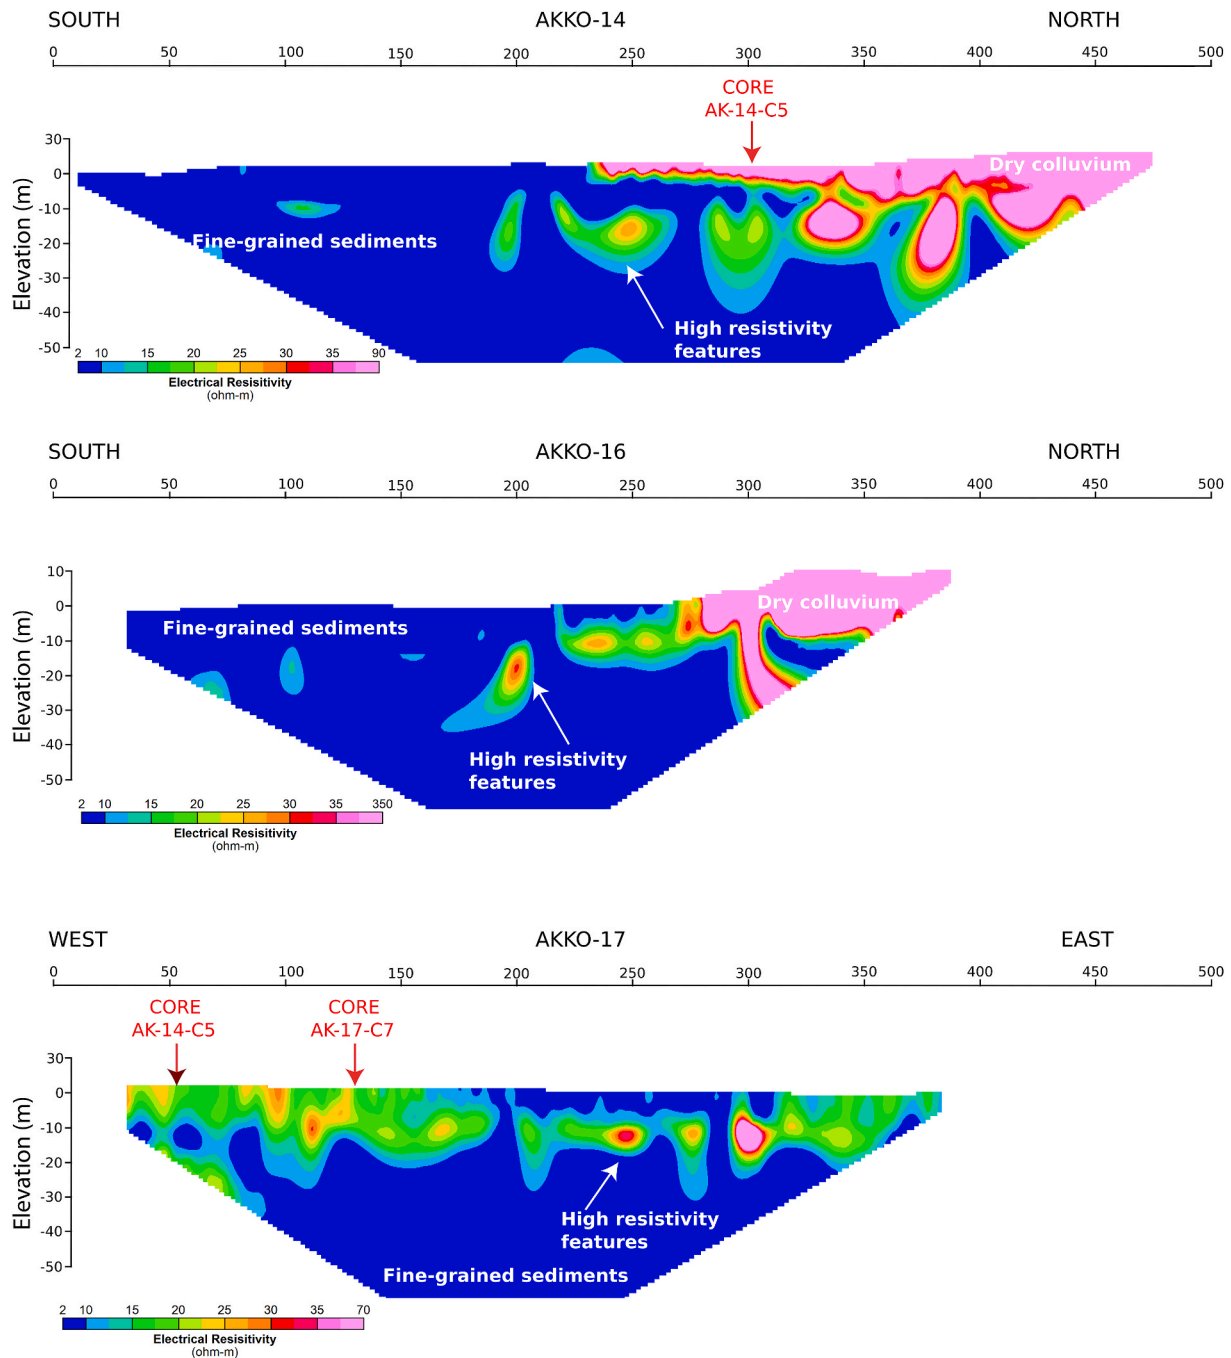 SOUTH AKKO-14 NORTH
0 50 100 150 200 250 300 350 400 450 500
CORE
AK-14-C5
30
0
-10
-20
-30
-40
-50
Elevation (m)
Dry colluvium
Fine-grained sediments
High resistivity
features
2 10 15 20 25 30 35 90
Electrical Resisitivity
(ohm-m)
SOUTH AKKO-16 NORTH
0 50 100 150 200 250 300 350 400 450 500
10
0
-10
-20
-30
-40
-50
Elevation (m)
Dry colluvium
Fine-grained sediments
High resistivity
features
2 10 15 20 25 30 35 350
Electrical Resisitivity
(ohm-m)
WEST AKKO-17 EAST
0 50 100 150 200 250 300 350 400 450 500
CORE CORE
AK-14-C5 AK-17-C7
30
0
-10
-20
-30
-40
-50
Elevation (m)
High resistivity
features
Fine-grained sediments
2 10 15 20 25 30 35 70
Electrical Resisitivity
(ohm-m)